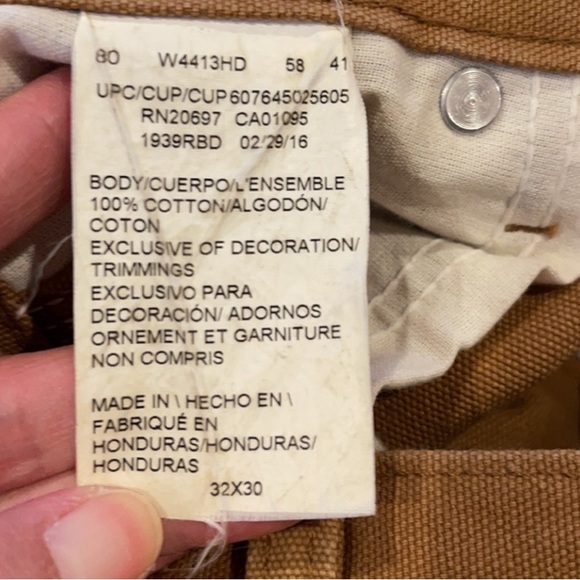 80 W4413HD 58 41
UPC/CUP/CUP607645025605
RN20697 CA01095
1939RBD 02/29/16
BODY/CUERPO/L'ENSEMBLE
100% COTTON/ALGODÓN/
COTON
EXCLUSIVE OF DECORATION/
TRIMMINGS
EXCLUSIVO PARA
DECORACIÓN/ ADORNOS
ORNEMENT ET GARNITURE
NON COMPRIS
MADE IN \ HECHO EN \
FABRIQUÉ EN
HONDURAS/HONDURAS/
HONDURAS
32X30